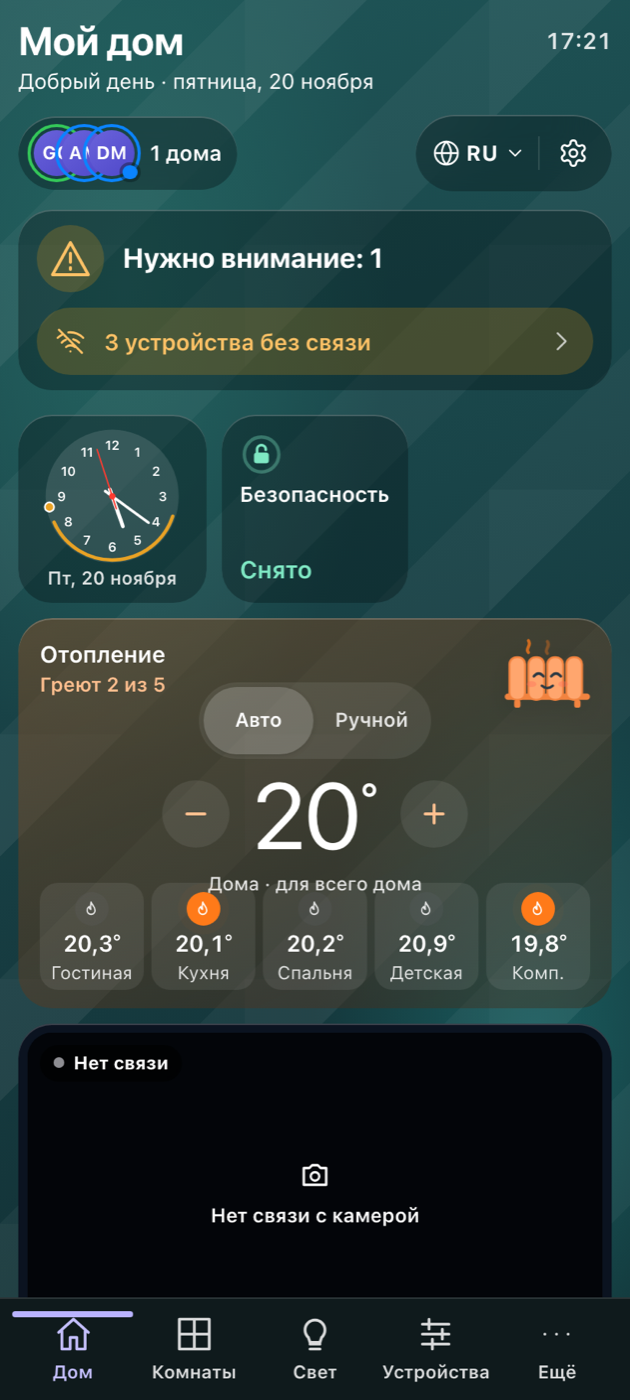 Мой дом
17:21
Добрый день · пятница, 20 ноября
DM
1 дома
RU
Нужно внимание: 1
3 устройства без связи
12
11
1
10
2
9
3
8
4
7
5
6
Пт, 20 ноября
Безопасность
Снято
Отопление
Греют 2 из 5
Авто
Ручной
20°
Дома · для всего дома
20,3°
20,1°
20,2°
20,9°
19,8°
Гостиная
Кухня
Спальня
Детская
Комп.
Нет связи
Нет связи с камерой
Дом
Комнаты
Свет
Устройства
Ещё